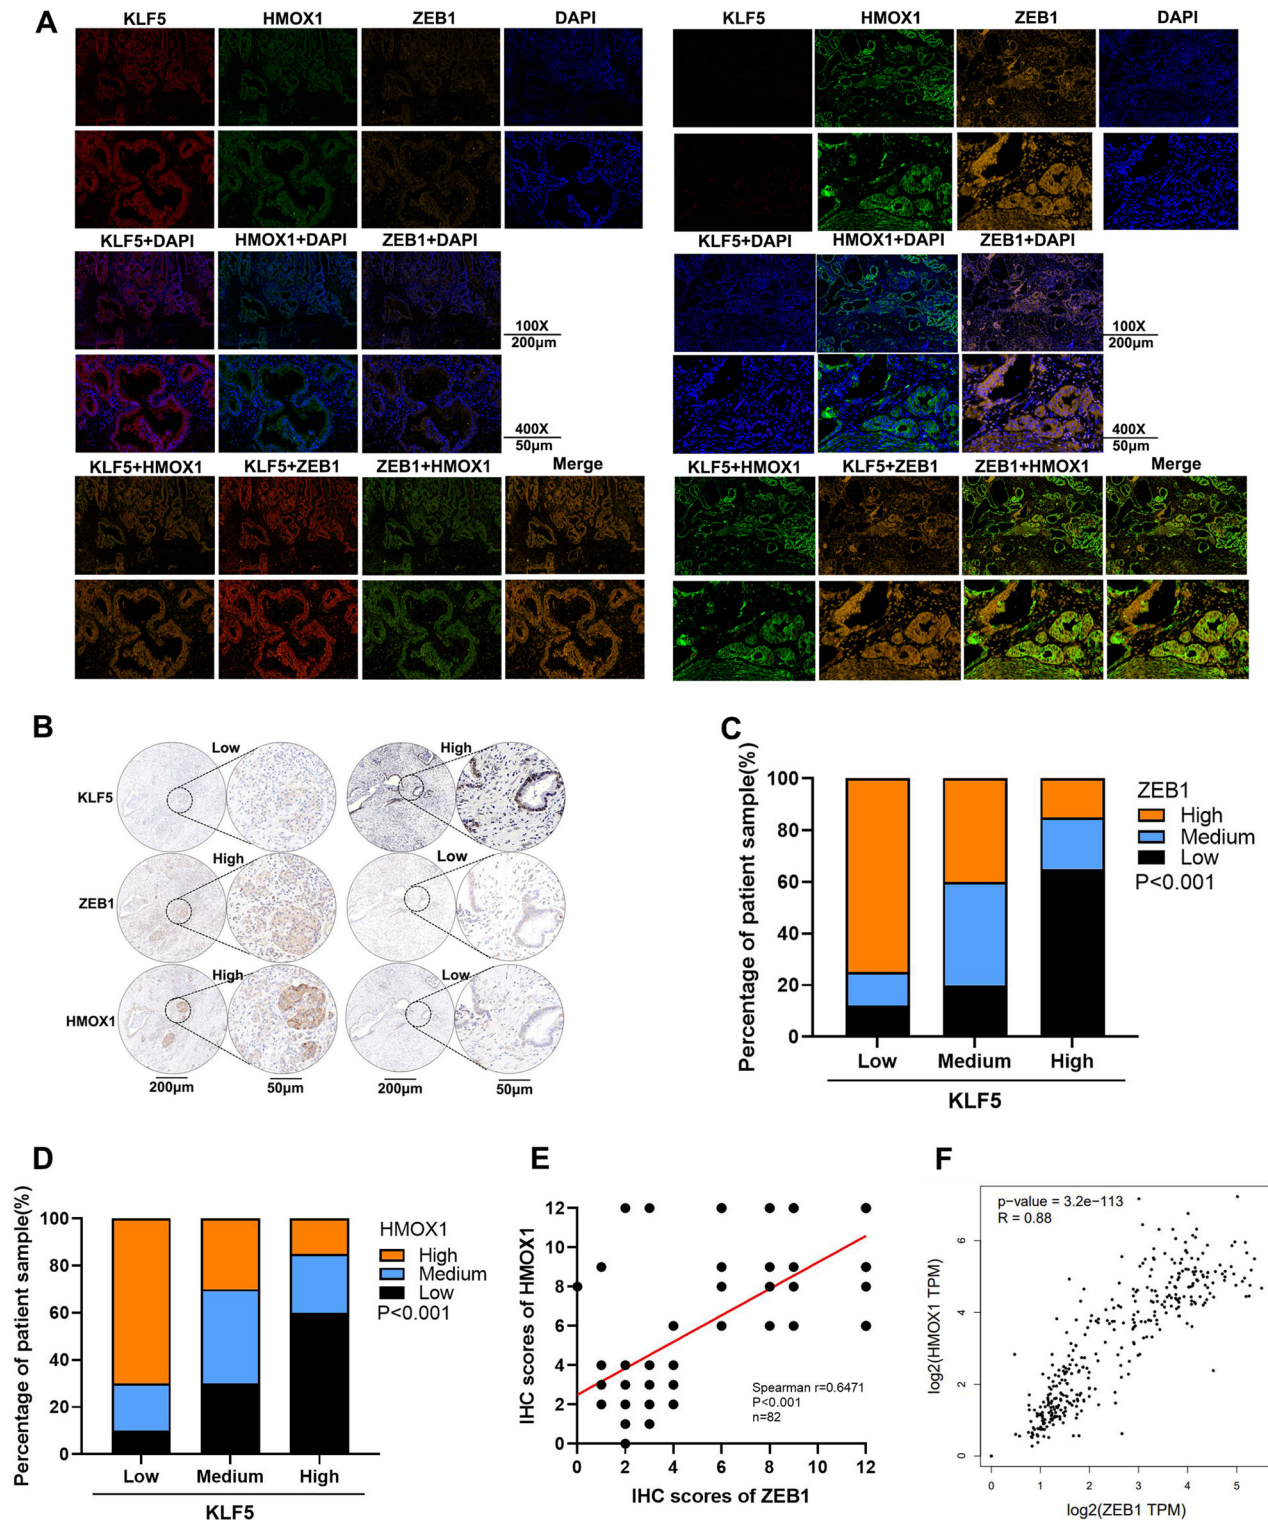 A
KLF5 HMOX1 ZEB1 DAPI
KLF5 HMOX1 ZEB1 DAPI
KLF5+DAPI HMOX1+DAPI ZEB1+DAPI
KLF5+DAPI HMOX1+DAPI ZEB1+DAPI
100X
200μm
100X
200μm
400X
50μm
400X
50μm
KLF5+HMOX1 KLF5+ZEB1 ZEB1+HMOX1 Merge
KLF5+HMOX1 KLF5+ZEB1 ZEB1+HMOX1 Merge
B
Low High
KLF5
High Low
ZEB1
High Low
HMOX1
200μm 50μm 200μm 50μm
C
Percentage of patient sample(%)
100
80
60
40
20
0
Low Medium High
KLF5
ZEB1
High
Medium
Low
P<0.001
D
Percentage of patient sample(%)
100
80
60
40
20
0
Low Medium High
KLF5
HMOX1
High
Medium
Low
P<0.001
E
IHC scores of HMOX1
12
10
8
6
4
2
0
Spearman r=0.6471
P<0.001
n=82
0 2 4 6 8 10 12
IHC scores of ZEB1
F
p−value = 3.2e−113
R = 0.88
log2(HMOX1 TPM)
6
4
2
0
0 1 2 3 4 5
log2(ZEB1 TPM)